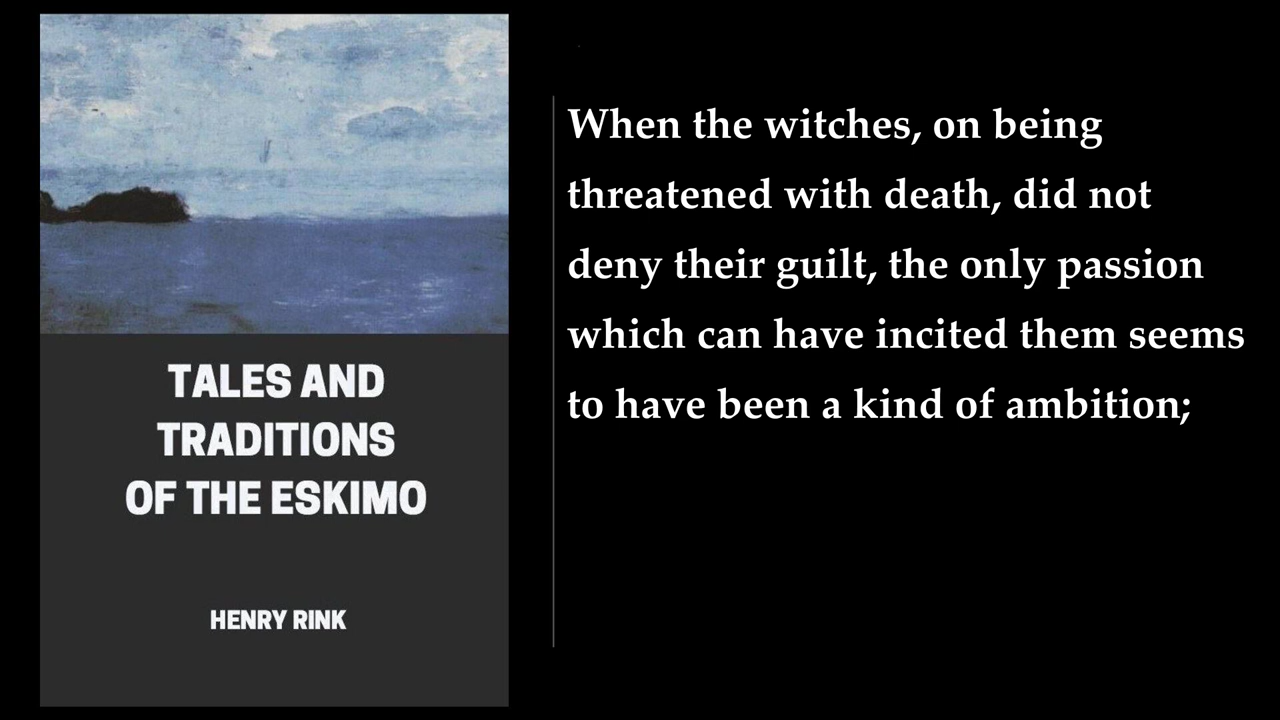 TALES AND
TRADITIONS
OF THE ESKIMO
HENRY RINK
When the witches, on being
threatened with death, did not
deny their guilt, the only passion
which can have incited them seems
to have been a kind of ambition;